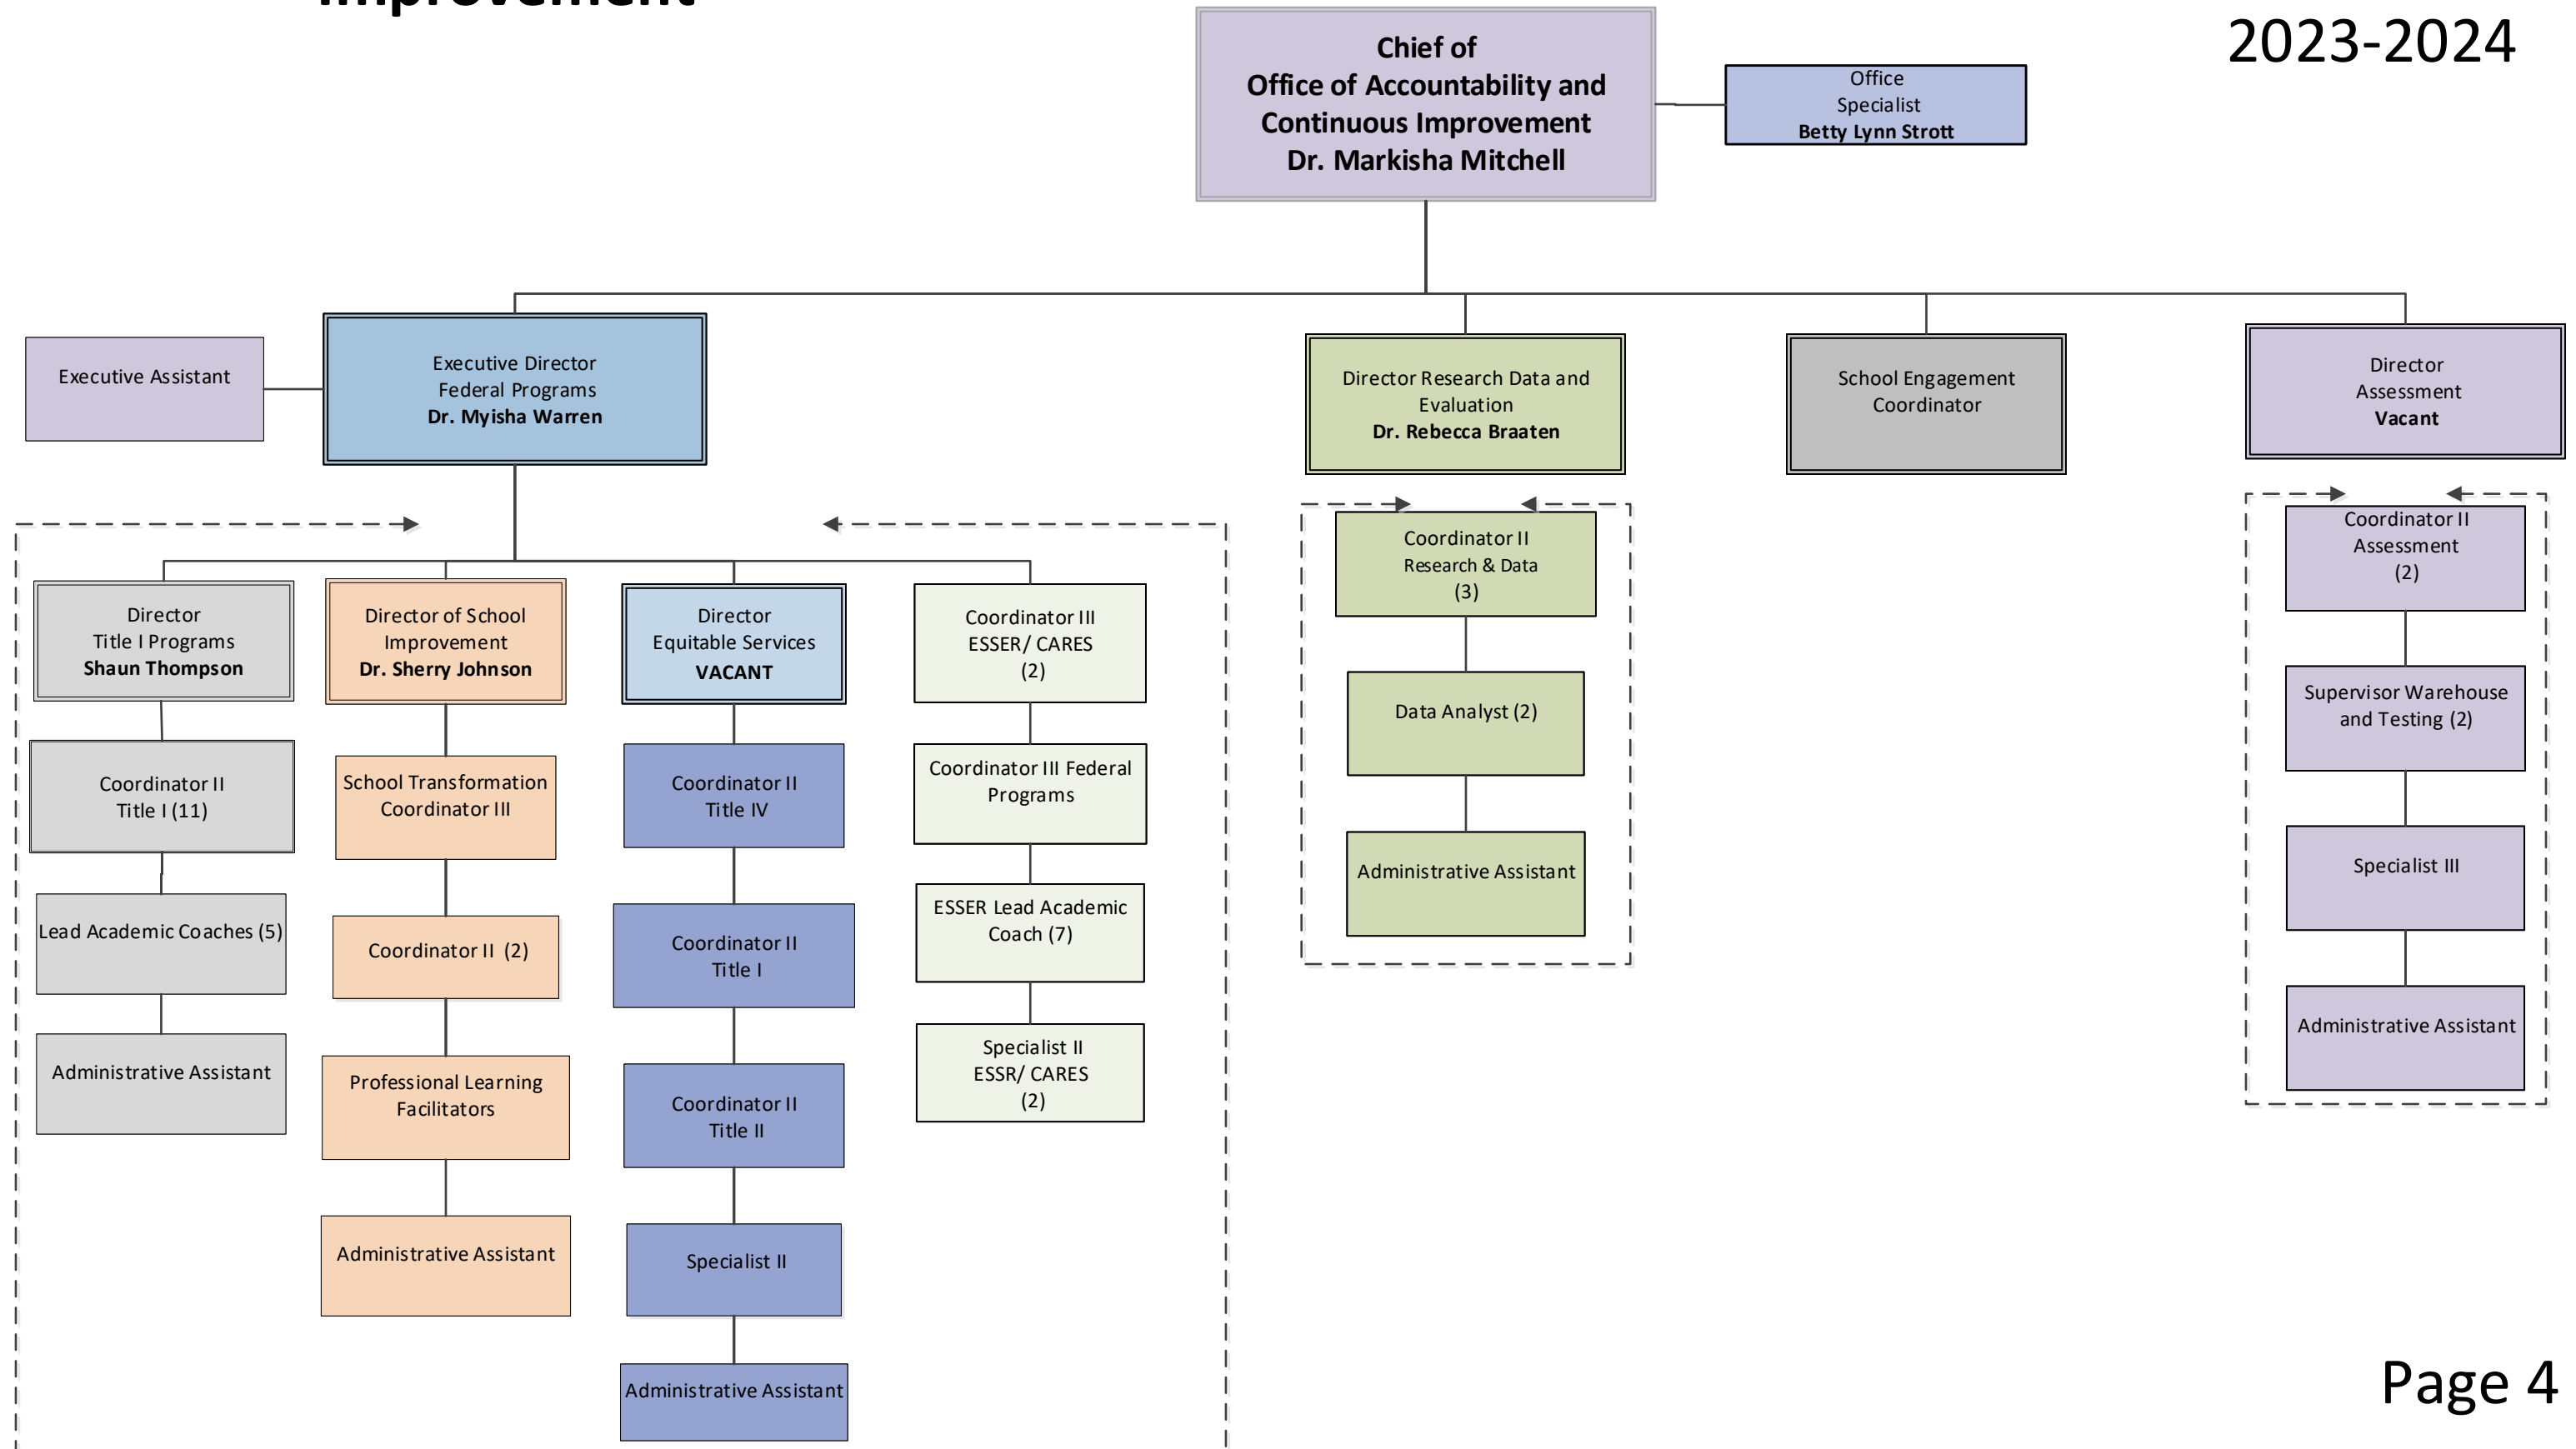 Improvement
2023-2024
Chief of
Office of Accountability and
Continuous Improvement
Dr. Markisha Mitchell
Office
Specialist
Betty Lynn Strott
Executive Assistant
Executive Director
Federal Programs
Dr. Myisha Warren
Director Research Data and
Evaluation
Dr. Rebecca Braaten
School Engagement
Coordinator
Director
Assessment
Vacant
Director
Title I Programs
Shaun Thompson
Coordinator II
Title I (11)
Lead Academic Coaches (5)
Administrative Assistant
Director of School
Improvement
Dr. Sherry Johnson
School Transformation
Coordinator III
Coordinator II (2)
Professional Learning
Facilitators
Administrative Assistant
Director
Equitable Services
VACANT
Coordinator II
Title IV
Coordinator II
Title I
Coordinator II
Title II
Specialist II
Administrative Assistant
Coordinator III
ESSER/ CARES
(2)
Coordinator III Federal
Programs
ESSER Lead Academic
Coach (7)
Specialist II
ESSR/ CARES
(2)
Coordinator II
Research & Data
(3)
Data Analyst (2)
Administrative Assistant
Coordinator II
Assessment
(2)
Supervisor Warehouse
and Testing (2)
Specialist III
Administrative Assistant
Page 4